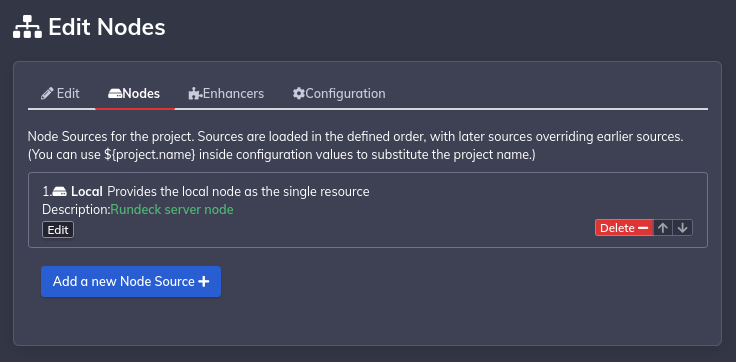 Edit Nodes
Edit Nodes Enhancers Configuration
Node Sources for the project. Sources are loaded in the defined order, with later sources overriding earlier sources.
(You can use ${project.name} inside configuration values to substitute the project name.)
1. Local Provides the local node as the single resource
Description:Rundeck server node
Edit Delete
Add a new Node Source